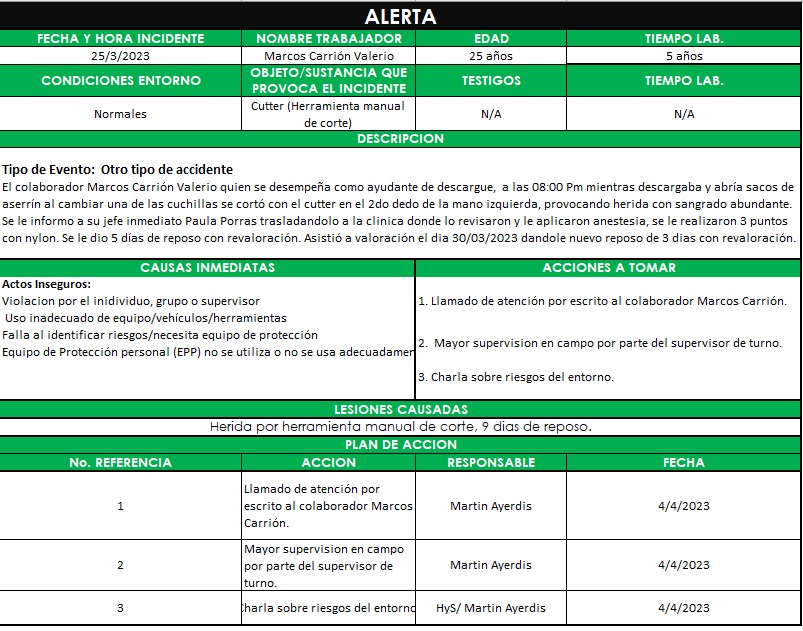 ALERTA
FECHA Y HORA INCIDENTE NOMBRE TRABAJADOR EDAD TIEMPO LAB.
25/3/2023 Marcos Carrión Valerio 25 años 5 años
CONDICIONES ENTORNO OBJETO/SUSTANCIA QUE PROVOCA EL INCIDENTE TESTIGOS TIEMPO LAB.
Normales Cutter (Herramienta manual de corte) N/A N/A
DESCRIPCION
Tipo de Evento: Otro tipo de accidente
El colaborador Marcos Carrión Valerio quien se desempeña como ayudante de descargue, a las 08:00 Pm mientras descargaba y abría sacos de
aserrín al cambiar una de las cuchillas se cortó con el cutter en el 2do dedo de la mano izquierda, provocando herida con sangrado abundante.
Se le informo a su jefe inmediato Paula Porras trasladandolo a la clinica donde lo revisaron y le aplicaron anestesia, se le realizaron 3 puntos
con nylon. Se le dio 5 días de reposo con revaloración. Asistió a valoración el dia 30/03/2023 dandole nuevo reposo de 3 dias con revaloración.
CAUSAS INMEDIATAS
Actos Inseguros:
Violacion por el inidividuo, grupo o supervisor
Uso inadecuado de equipo/vehículos/herramientas
Falla al identificar riesgos/necesita equipo de protección
Equipo de Protección personal (EPP) no se utiliza o no se usa adecuadamen
ACCIONES A TOMAR
1. Llamado de atención por escrito al colaborador Marcos Carrión.
2. Mayor supervision en campo por parte del supervisor de turno.
3. Charla sobre riesgos del entorno.
LESIONES CAUSADAS
Herida por herramienta manual de corte, 9 dias de reposo.
PLAN DE ACCION
No. REFERENCIA ACCION RESPONSABLE FECHA
1 Llamado de atención por escrito al colaborador Marcos Carrión. Martin Ayerdis 4/4/2023
2 Mayor supervision en campo por parte del supervisor de turno. Martin Ayerdis 4/4/2023
3 Charla sobre riesgos del entorno HyS/ Martin Ayerdis 4/4/2023